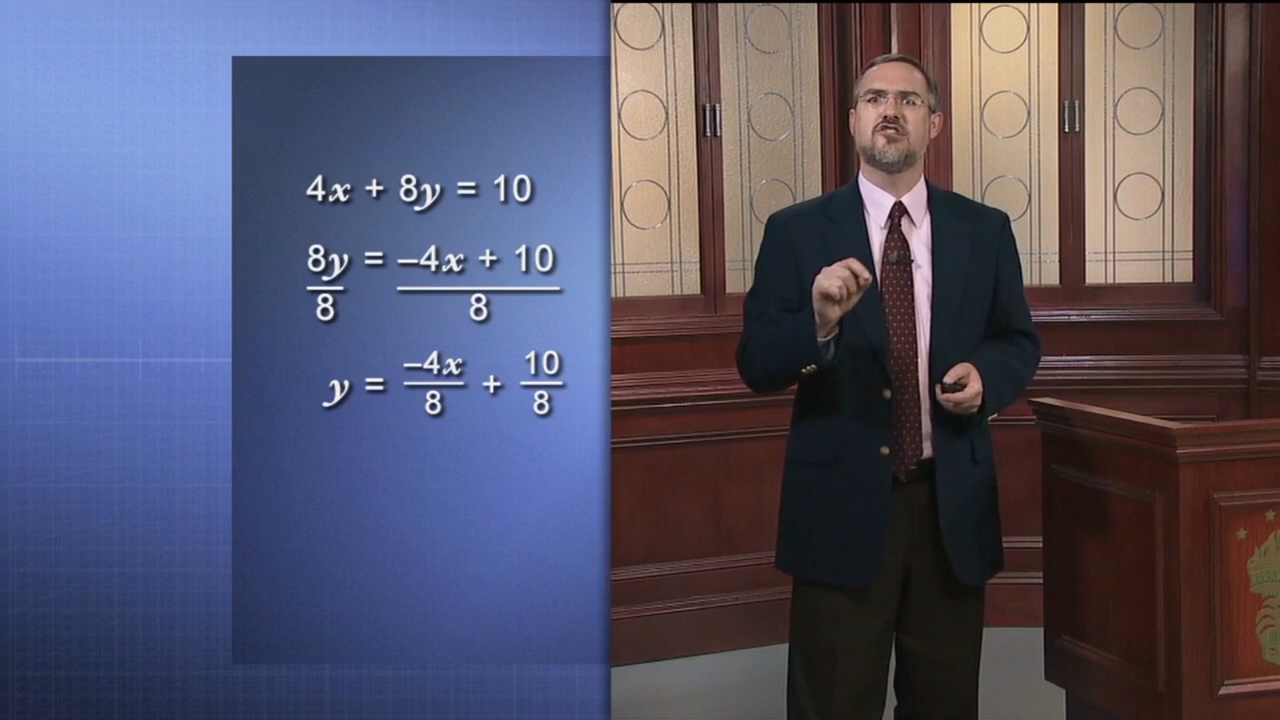 4x + 8y = 10
8y/8 = −4x + 10/8
y = −4x/8 + 10/8